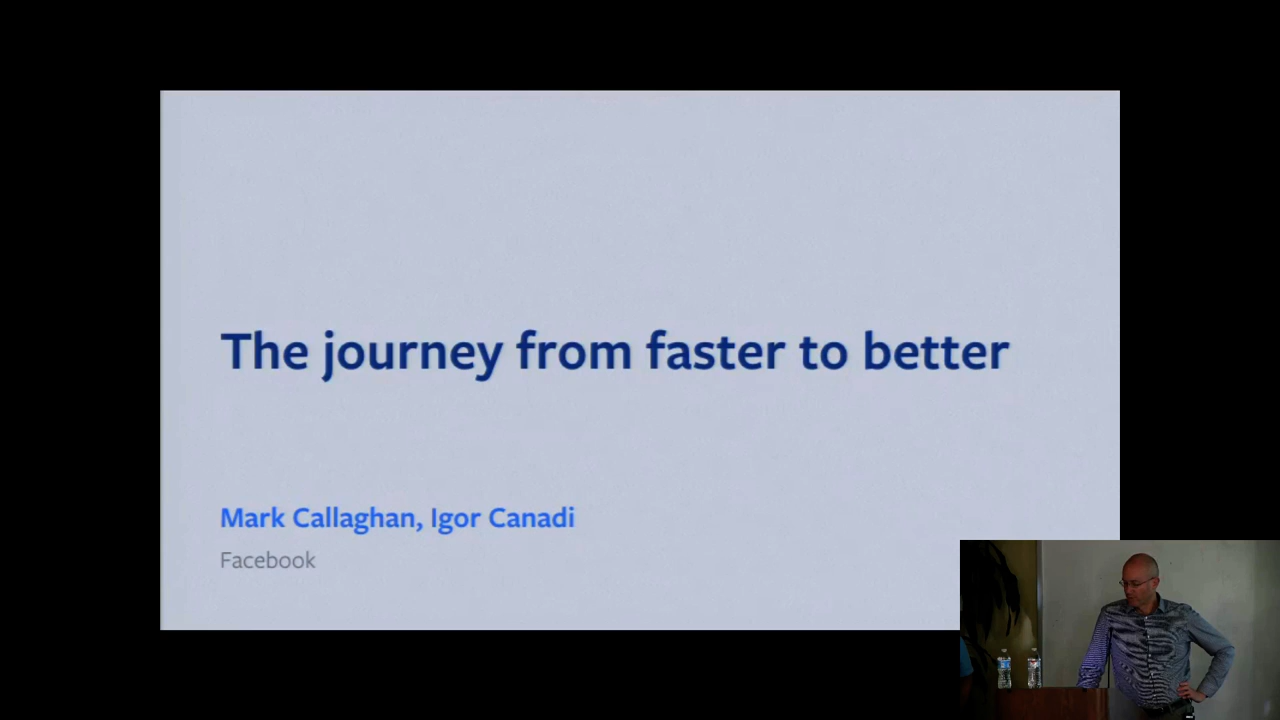 The journey from faster to better
Mark Callaghan, Igor Canadi
Facebook